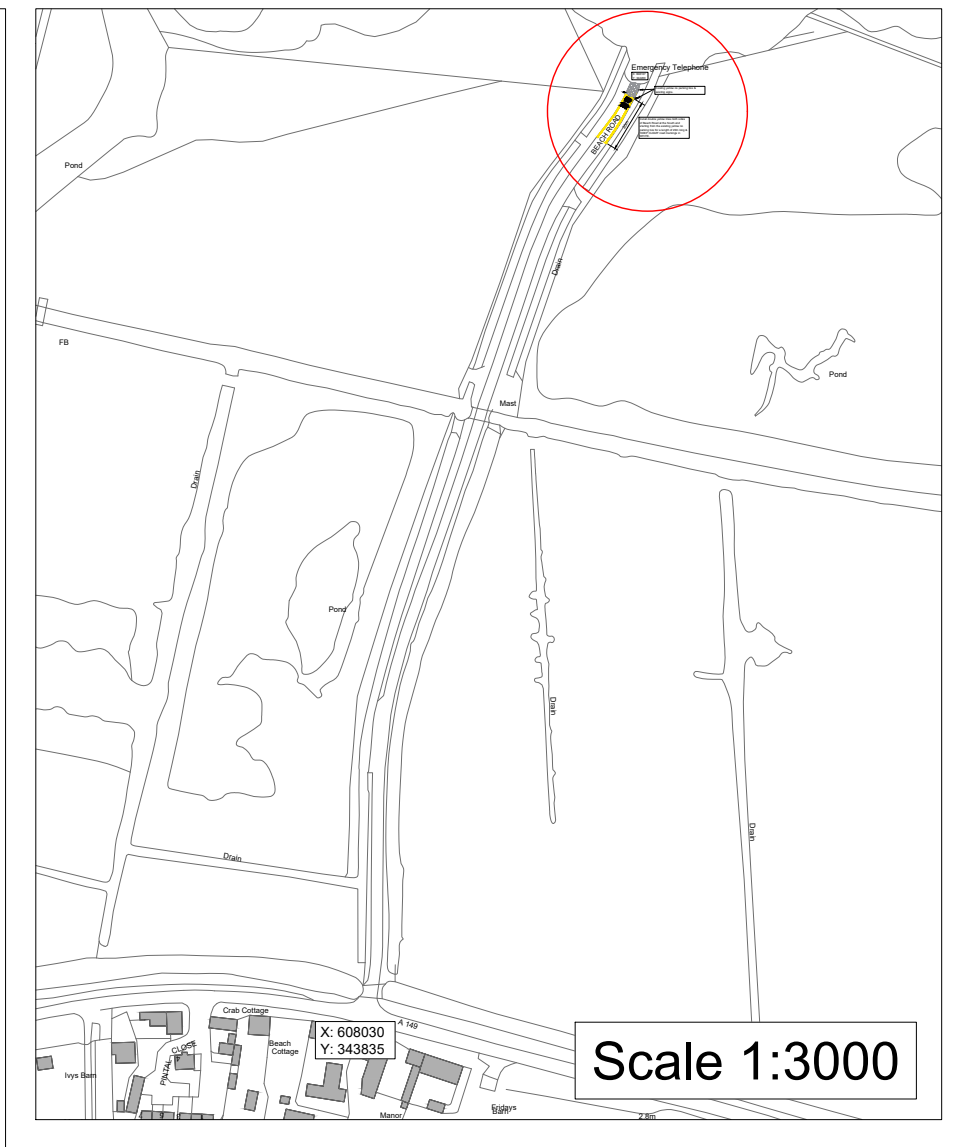 Emergency Telephone
BEACH ROAD
Pond
Drain
FB
Pond
Mast
Drain
Pond
Drain
Drain
Drain
Crab Cottage
X: 608030
Y: 343835
A 149
Beach
Cottage
CLOSE
PINTAIL
Ivys Barn
Scale 1:3000
Manor
Fridays
Barn
2.8m